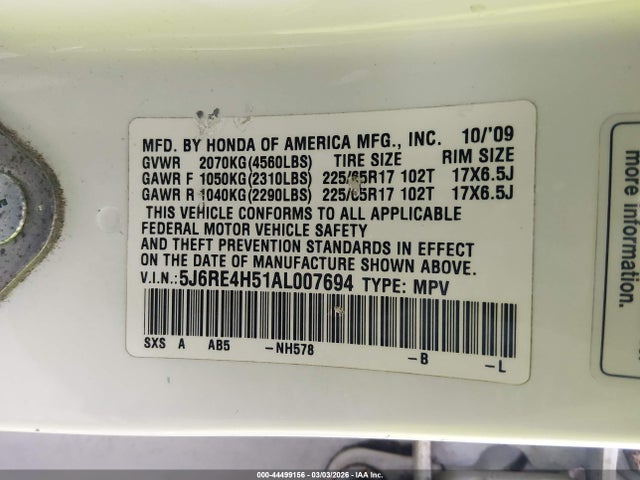 MFD. BY HONDA OF AMERICA MFG., INC. 10/'09
GVWR 2070KG(4560LBS) TIRE SIZE RIM SIZE
GAWR F 1050KG(2310LBS) 225/65R17 102T 17X6.5J
GAWR R 1040KG(2290LBS) 225/65R17 102T 17X6.5J
THIS VEHICLE CONFORMS TO ALL APPLICABLE
FEDERAL MOTOR VEHICLE SAFETY
AND THEFT PREVENTION STANDARDS IN EFFECT
ON THE DATE OF MANUFACTURE SHOWN ABOVE.
V.I.N.:5J6RE4H51AL007694 TYPE: MPV
SXS A AB5 -NH578 -B -L
more information.
000-44499156 - 03/03/2026 - IAAI.COM